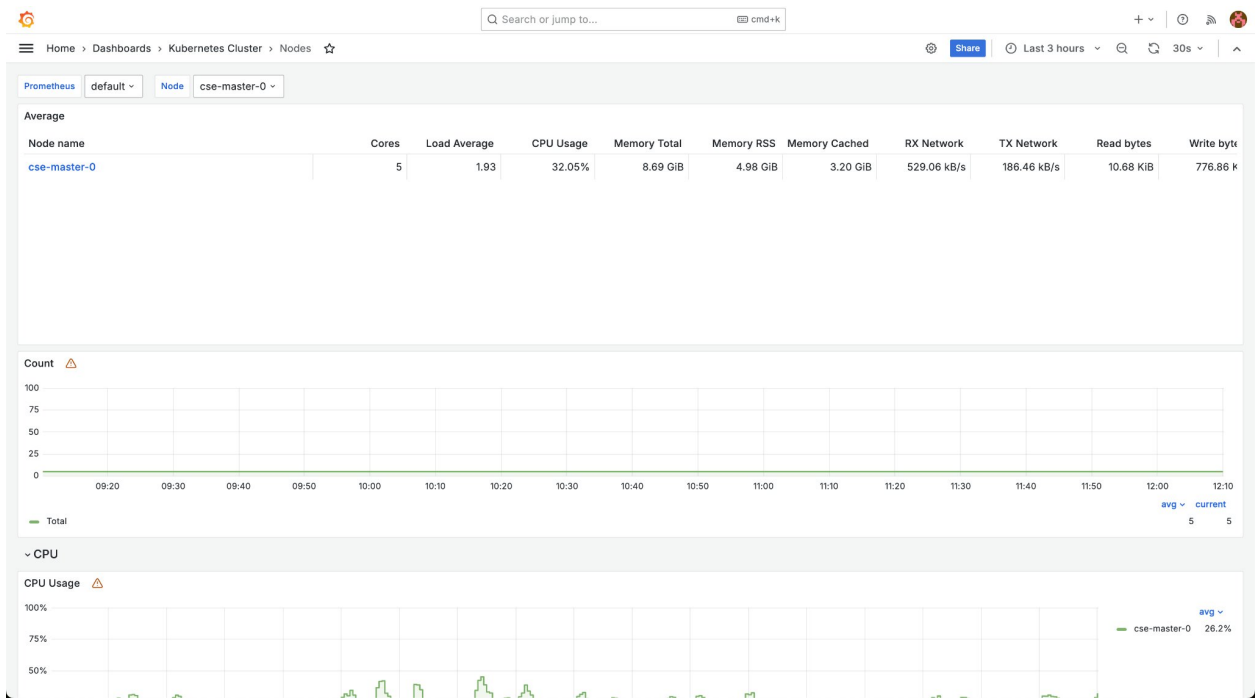 Search or jump to... cmd+k
Home › Dashboards › Kubernetes Cluster › Nodes Share Last 3 hours 30s
Prometheus default Node cse-master-0
Average
Node name Cores Load Average CPU Usage Memory Total Memory RSS Memory Cached RX Network TX Network Read bytes Write byte
cse-master-0 5 1.93 32.05% 8.69 GiB 4.98 GiB 3.20 GiB 529.06 kB/s 186.46 kB/s 10.68 KiB 776.86 K
Count
100
75
50
25
0
09:20 09:30 09:40 09:50 10:00 10:10 10:20 10:30 10:40 10:50 11:00 11:10 11:20 11:30 11:40 11:50 12:00 12:10
avg current
Total 5 5
CPU
CPU Usage
100% avg
cse-master-0 26.2%
75%
50%